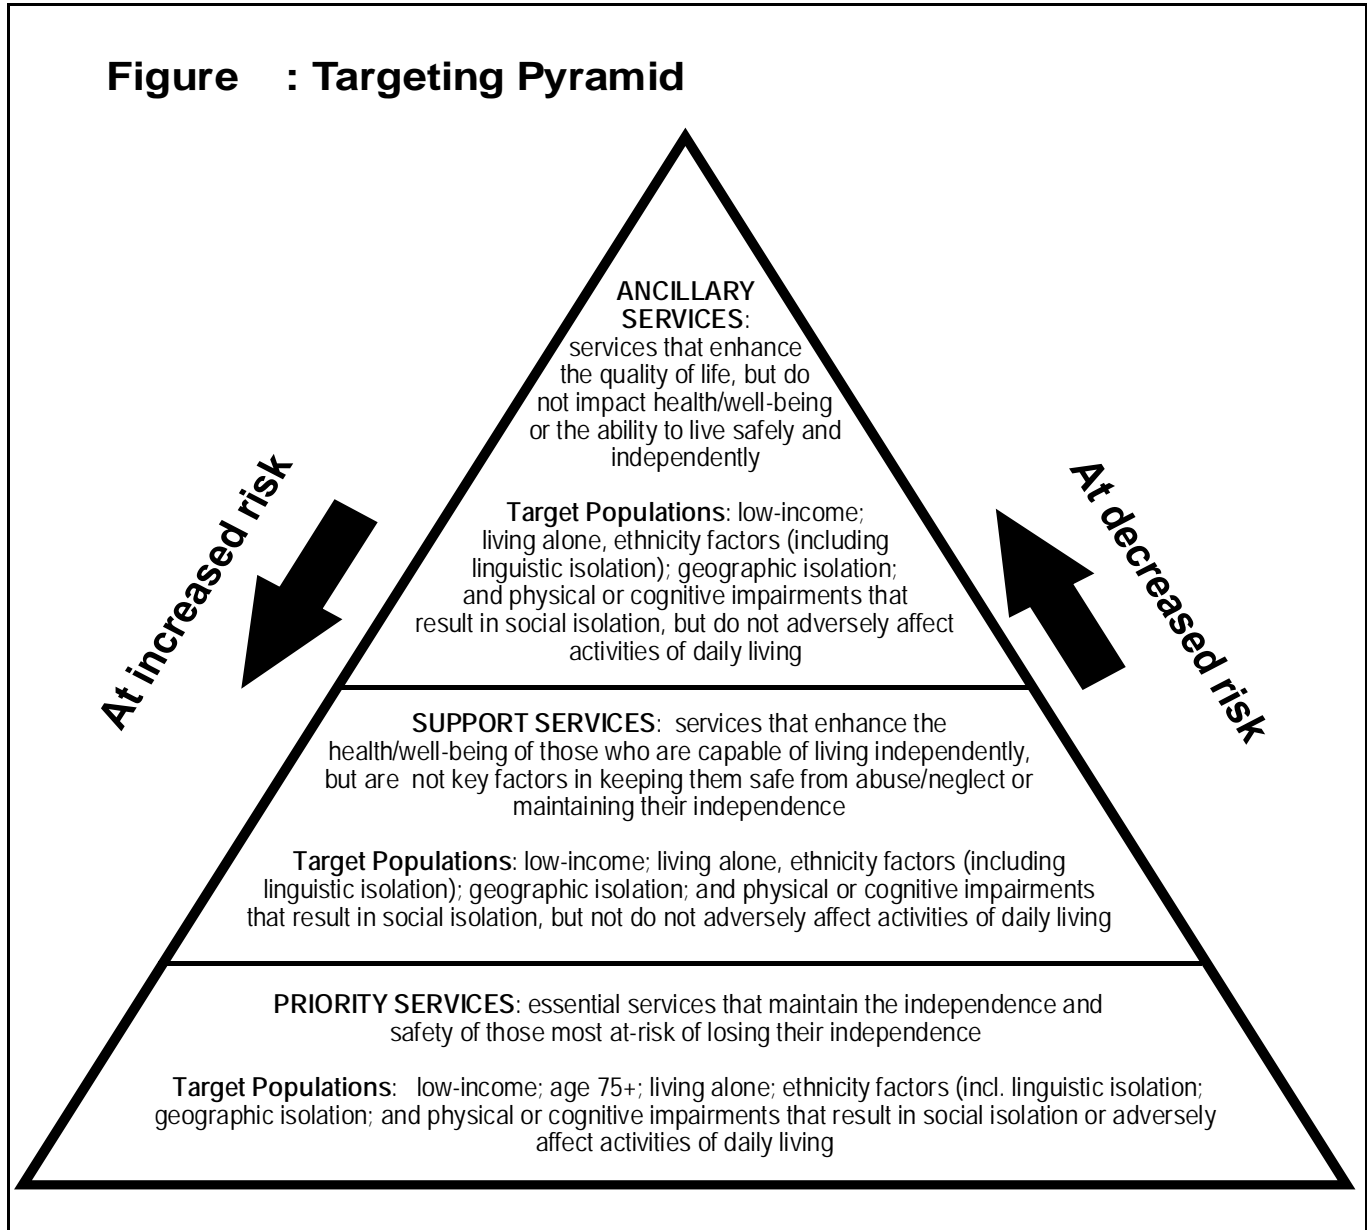 Figure : Targeting Pyramid
ANCILLARY
SERVICES:
services that enhance
the quality of life, but do
not impact health/well-being
or the ability to live safely and
independently
Target Populations: low-income;
living alone, ethnicity factors (including
linguistic isolation); geographic isolation;
and physical or cognitive impairments that
result in social isolation, but do not adversely affect
activities of daily living
At increased risk
At decreased risk
SUPPORT SERVICES: services that enhance the
health/well-being of those who are capable of living independently,
but are not key factors in keeping them safe from abuse/neglect or
maintaining their independence
Target Populations: low-income; living alone, ethnicity factors (including
linguistic isolation); geographic isolation; and physical or cognitive impairments
that result in social isolation, but not do not adversely affect activities of daily living
PRIORITY SERVICES: essential services that maintain the independence and
safety of those most at-risk of losing their independence
Target Populations: low-income; age 75+; living alone; ethnicity factors (incl. linguistic isolation;
geographic isolation; and physical or cognitive impairments that result in social isolation or adversely
affect activities of daily living